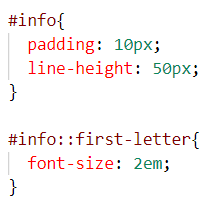 #info{
padding: 10px;
line-height: 50px;
}
#info::first-letter{
font-size: 2em;
}